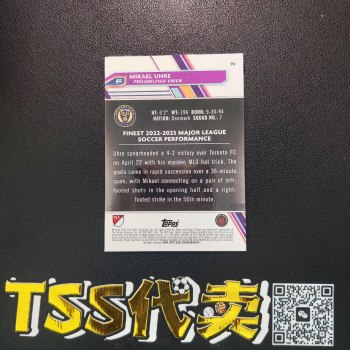 90
MIKAEL UHRE
F
PHILADELPHIA UNION
HT: 6'2" WT: 196 BORN: 9-30-94
NATION: Denmark SQUAD NO.: 7
FINEST 2022-2023 MAJOR LEAGUE
SOCCER PERFORMANCE
Uhre spearheaded a 4-2 victory over Toronto FC
on April 22 with his maiden MLS hat trick. The
goals came in rapid succession over a 36-minute
span, with Mikael connecting on a pair of left-
footed shots in the opening half and a right-
footed strike in the 56th minute.
Topps
TSS代卖